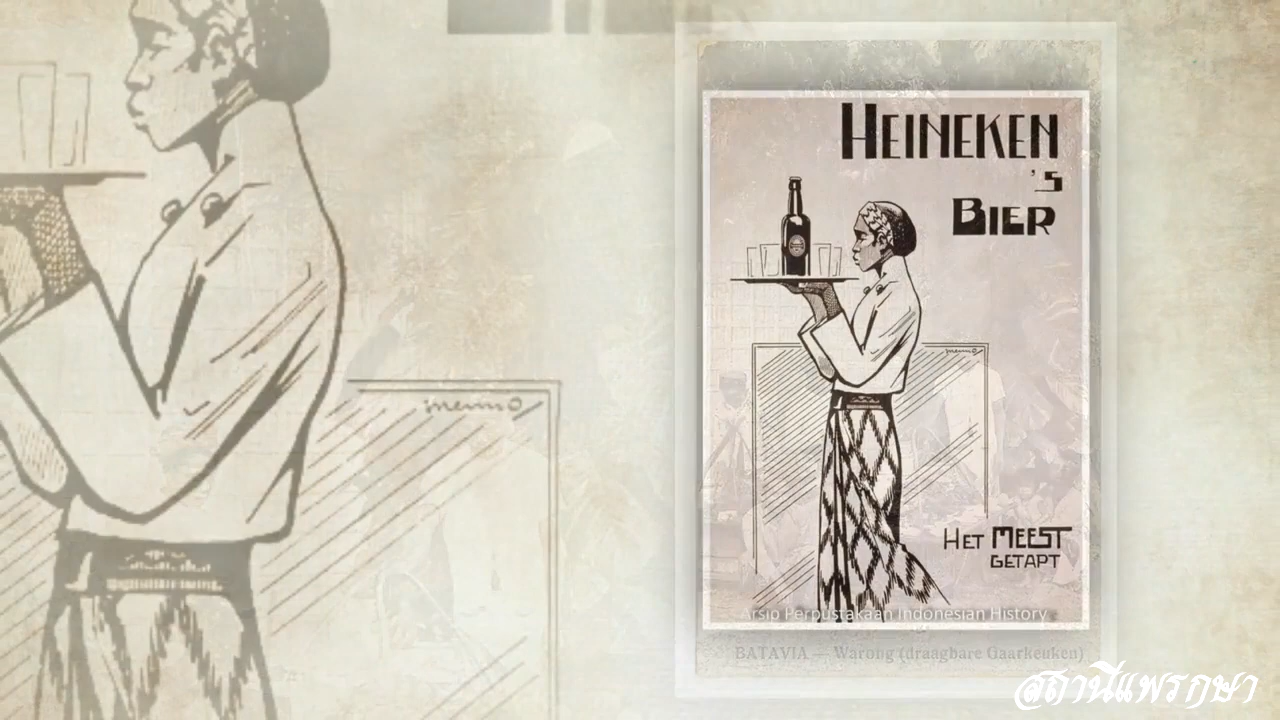 HEINEKEN
'S
BIER
menno
HET MEEST
GETAPT
Arsip Perpustakaan Indonesian History
BATAVIA — Warong (draagbare Gaarkeuken)
สถานีแพรกษา